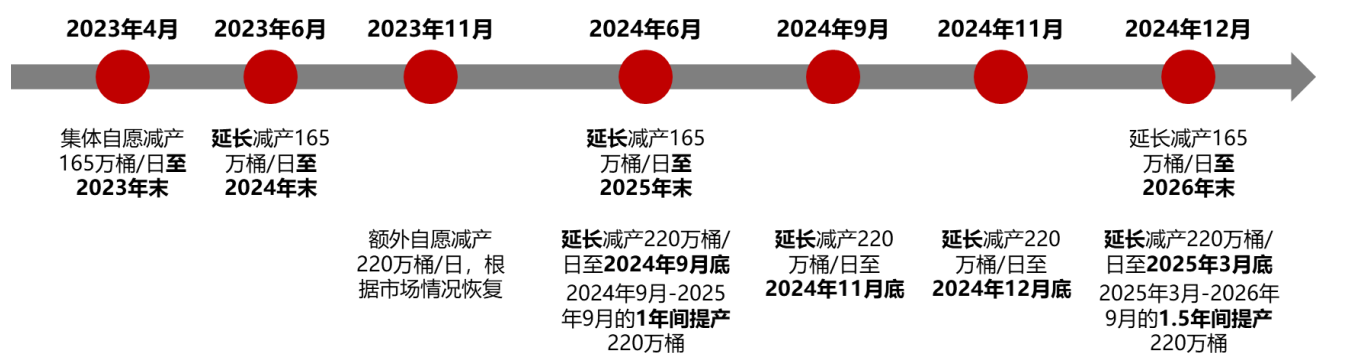 2023年4月
2023年6月
2023年11月
2024年6月
2024年9月
2024年11月
2024年12月
集体自愿减产
165万桶/日至
2023年末
延长减产165
万桶/日至
2024年末
延长减产165
万桶/日至
2025年末
延长减产165
万桶/日至
2026年末
额外自愿减产
220万桶/日，根
据市场情况恢复
延长减产220万桶/
日至2024年9月底
2024年9月-2025
年9月的1年间提产
220万桶
延长减产220
万桶/日至
2024年11月底
延长减产220
万桶/日至
2024年12月底
延长减产220万桶/
日至2025年3月底
2025年3月-2026年
9月的1.5年间提产
220万桶